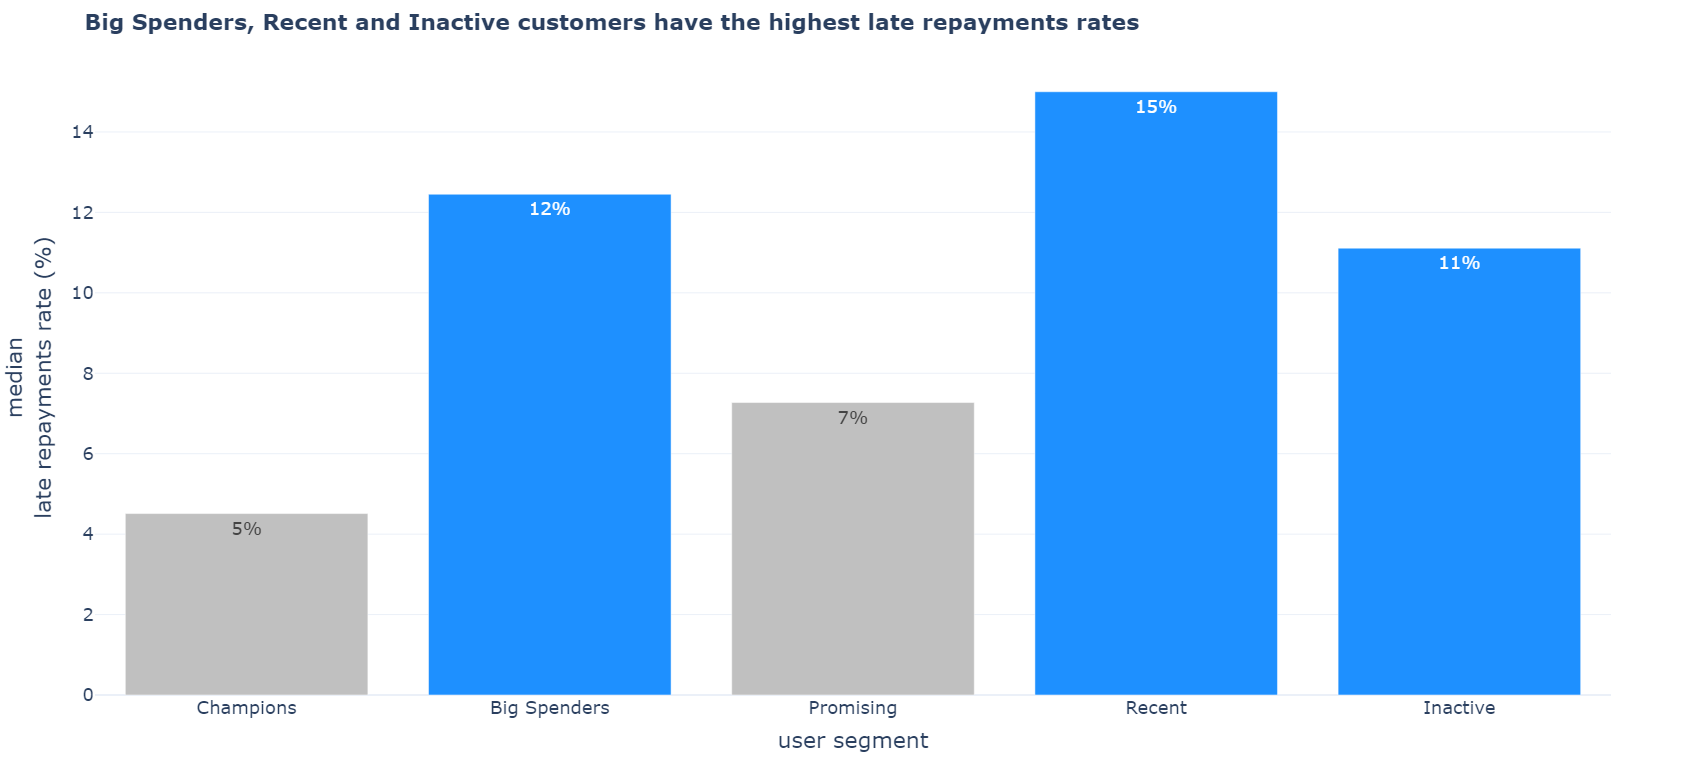 Big Spenders, Recent and Inactive customers have the highest late repayments rates
median
late repayments rate (%)
14
12
10
8
6
4
2
0
5%
12%
7%
15%
11%
Champions
Big Spenders
Promising
Recent
Inactive
user segment